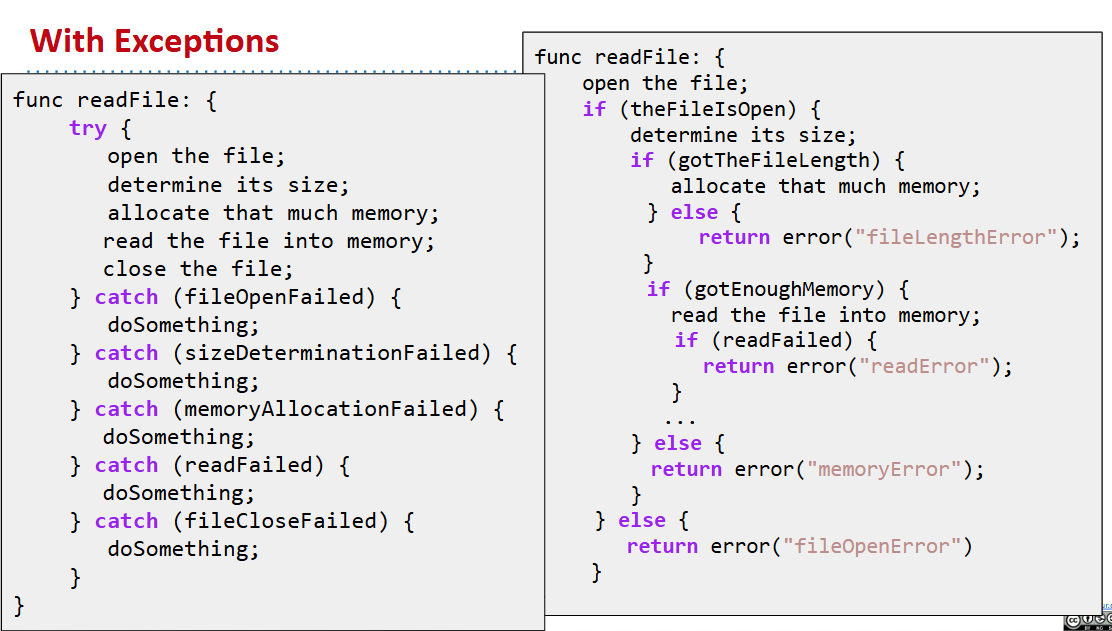 With Exceptions
func readFile: {
try {
open the file;
determine its size;
allocate that much memory;
read the file into memory;
close the file;
} catch (fileOpenFailed) {
doSomething;
} catch (sizeDeterminationFailed) {
doSomething;
} catch (memoryAllocationFailed) {
doSomething;
} catch (readFailed) {
doSomething;
} catch (fileCloseFailed) {
doSomething;
}
}
func readFile: {
open the file;
if (theFileIsOpen) {
determine its size;
if (gotTheFileLength) {
allocate that much memory;
} else {
return error("fileLengthError");
}
if (gotEnoughMemory) {
read the file into memory;
if (readFailed) {
return error("readError");
}
...
} else {
return error("memoryError");
}
} else {
return error("fileOpenError")
}
cc
BY NC